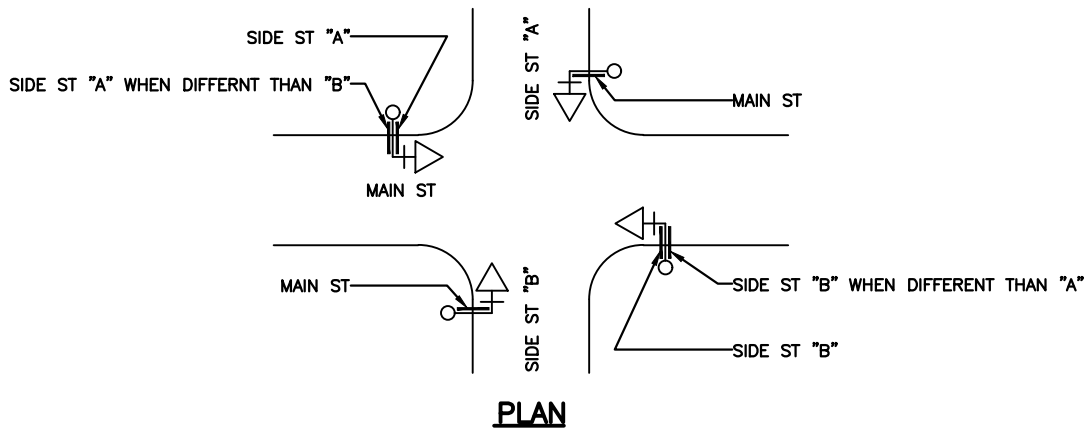 SIDE ST "A"
SIDE ST "A" WHEN DIFFERNT THAN "B"
SIDE ST "A"
MAIN ST
MAIN ST
MAIN ST
SIDE ST "B"
SIDE ST "B" WHEN DIFFERENT THAN "A"
SIDE ST "B"
PLAN